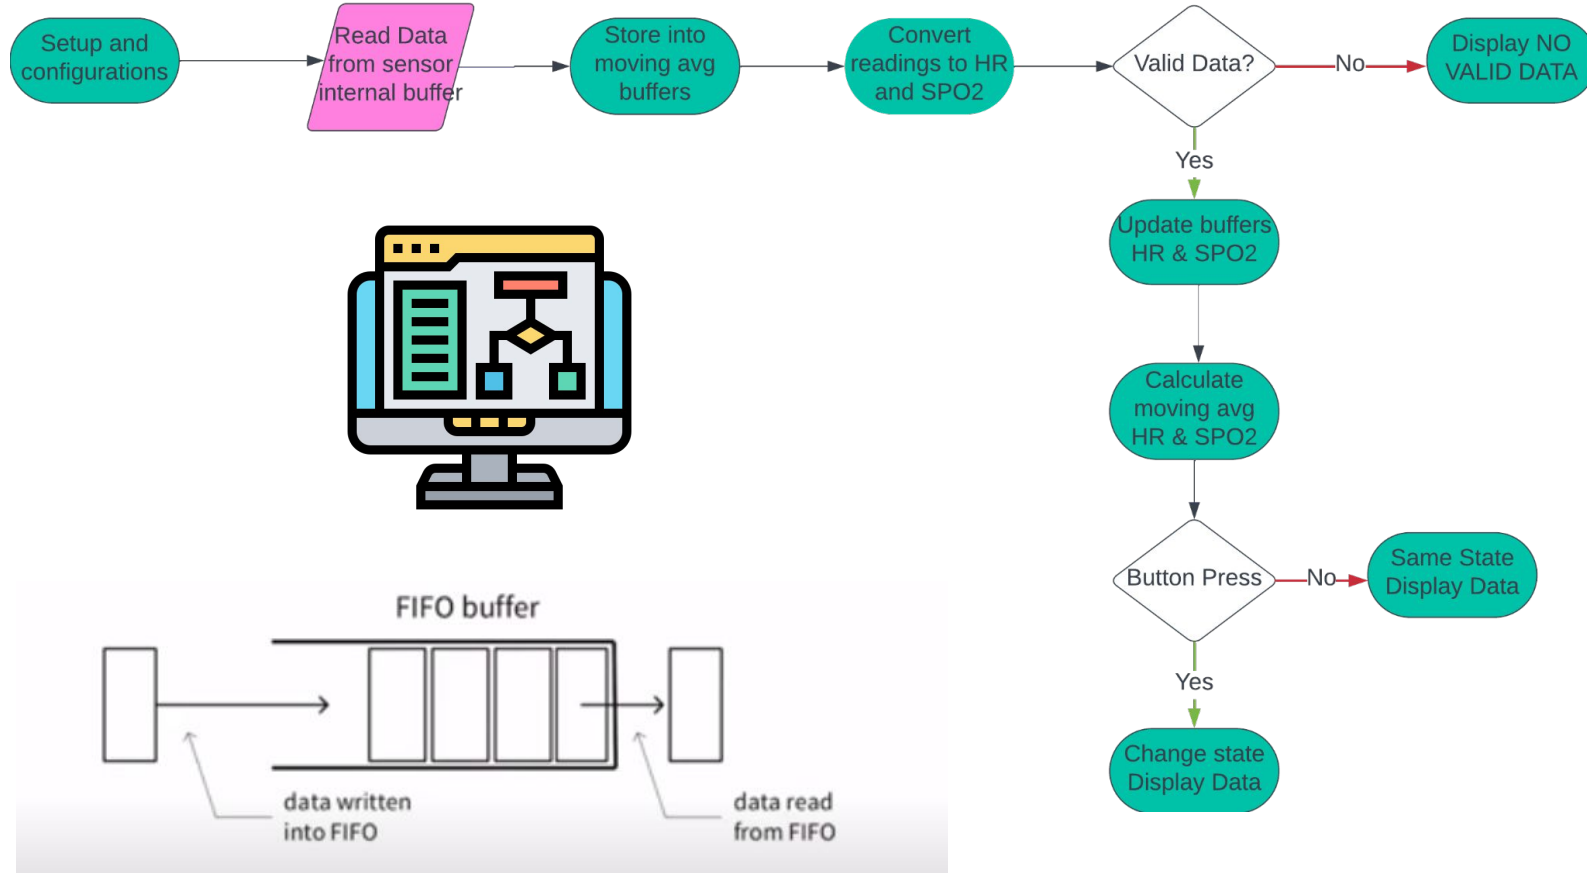 Setup and
configurations
Read Data
from sensor
internal buffer
Store into
moving avg
buffers
Convert
readings to HR
and SPO2
Valid Data?
No
Display NO
VALID DATA
Yes
Update buffers
HR & SPO2
Calculate
moving avg
HR & SPO2
Button Press
No
Same State
Display Data
Yes
Change state
Display Data
FIFO buffer
data written
into FIFO
data read
from FIFO